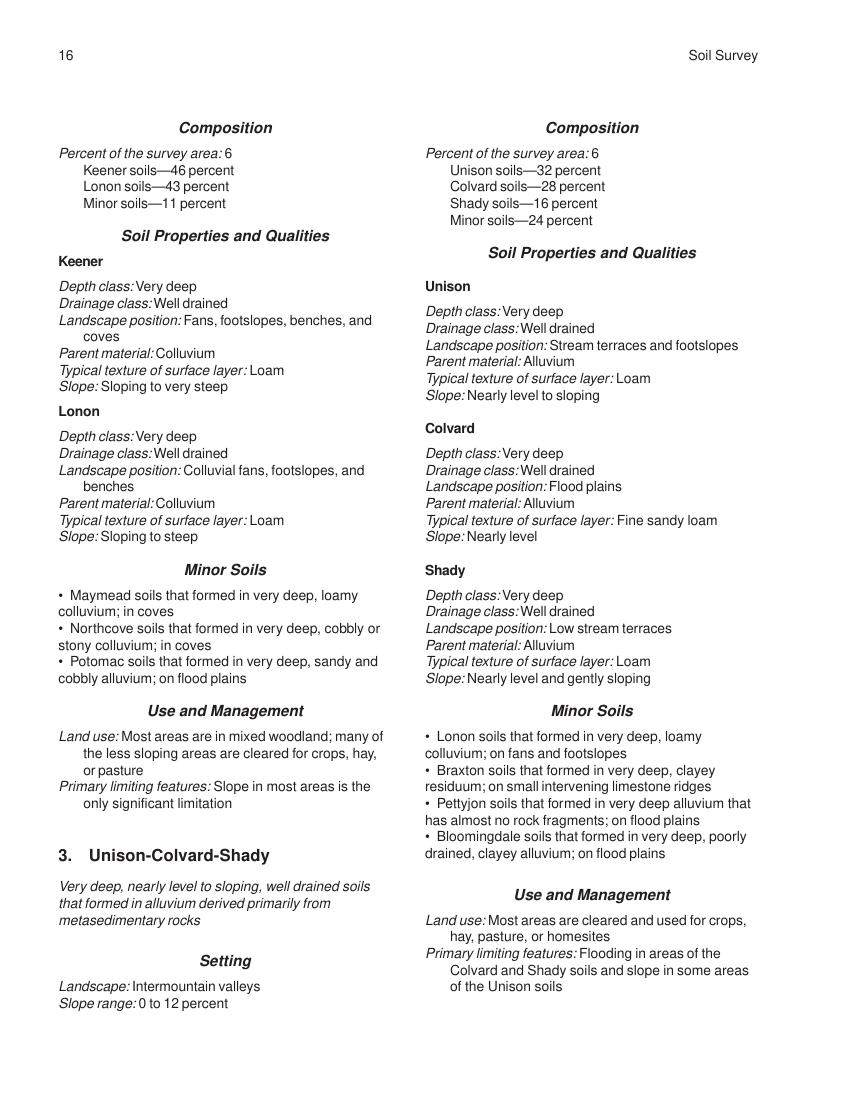 16
Soil Survey
Composition
Percent of the survey area: 6
Keener soils—46 percent
Lonon soils—43 percent
Minor soils—11 percent
Soil Properties and Qualities
Keener
Depth class: Very deep
Drainage class: Well drained
Landscape position: Fans, footslopes, benches, and
coves
Parent material: Colluvium
Typical texture of surface layer: Loam
Slope: Sloping to very steep
Lonon
Depth class: Very deep
Drainage class: Well drained
Landscape position: Colluvial fans, footslopes, and
benches
Parent material: Colluvium
Typical texture of surface layer: Loam
Slope: Sloping to steep
Minor Soils
• Maymead soils that formed in very deep, loamy
colluvium; in coves
• Northcove soils that formed in very deep, cobbly or
stony colluvium; in coves
• Potomac soils that formed in very deep, sandy and
cobbly alluvium; on flood plains
Use and Management
Land use: Most areas are in mixed woodland; many of
the less sloping areas are cleared for crops, hay,
or pasture
Primary limiting features: Slope in most areas is the
only significant limitation
3. Unison-Colvard-Shady
Very deep, nearly level to sloping, well drained soils
that formed in alluvium derived primarily from
metasedimentary rocks
Setting
Landscape: Intermountain valleys
Slope range: 0 to 12 percent
Composition
Percent of the survey area: 6
Unison soils—32 percent
Colvard soils—28 percent
Shady soils—16 percent
Minor soils—24 percent
Soil Properties and Qualities
Unison
Depth class: Very deep
Drainage class: Well drained
Landscape position: Stream terraces and footslopes
Parent material: Alluvium
Typical texture of surface layer: Loam
Slope: Nearly level to sloping
Colvard
Depth class: Very deep
Drainage class: Well drained
Landscape position: Flood plains
Parent material: Alluvium
Typical texture of surface layer: Fine sandy loam
Slope: Nearly level
Shady
Depth class: Very deep
Drainage class: Well drained
Landscape position: Low stream terraces
Parent material: Alluvium
Typical texture of surface layer: Loam
Slope: Nearly level and gently sloping
Minor Soils
• Lonon soils that formed in very deep, loamy
colluvium; on fans and footslopes
• Braxton soils that formed in very deep, clayey
residuum; on small intervening limestone ridges
• Pettyjon soils that formed in very deep alluvium that
has almost no rock fragments; on flood plains
• Bloomingdale soils that formed in very deep, poorly
drained, clayey alluvium; on flood plains
Use and Management
Land use: Most areas are cleared and used for crops,
hay, pasture, or homesites
Primary limiting features: Flooding in areas of the
Colvard and Shady soils and slope in some areas
of the Unison soils